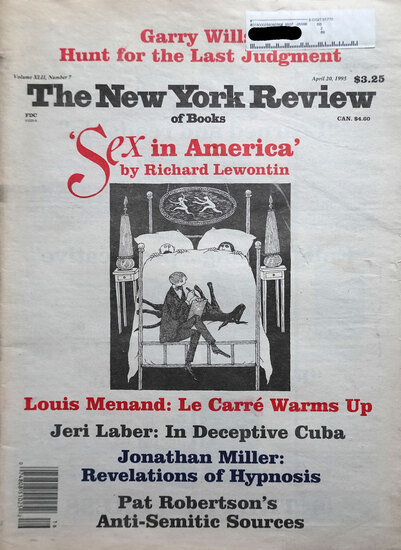 Garry Wills
Hunt for the Last Judgment
Volume XLII, Number 7
April 20, 1995
$3.25
The New York Review
of Books
FDC
CAN. $4.60
'Sex in America'
by Richard Lewontin
Louis Menand: Le Carré Warms Up
Jeri Laber: In Deceptive Cuba
Jonathan Miller:
Revelations of Hypnosis
Pat Robertson's
Anti-Semitic Sources